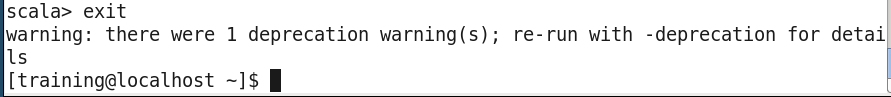 scala> exit
warning: there were 1 deprecation warning(s); re-run with -deprecation for detai
ls
[training@localhost ~]$